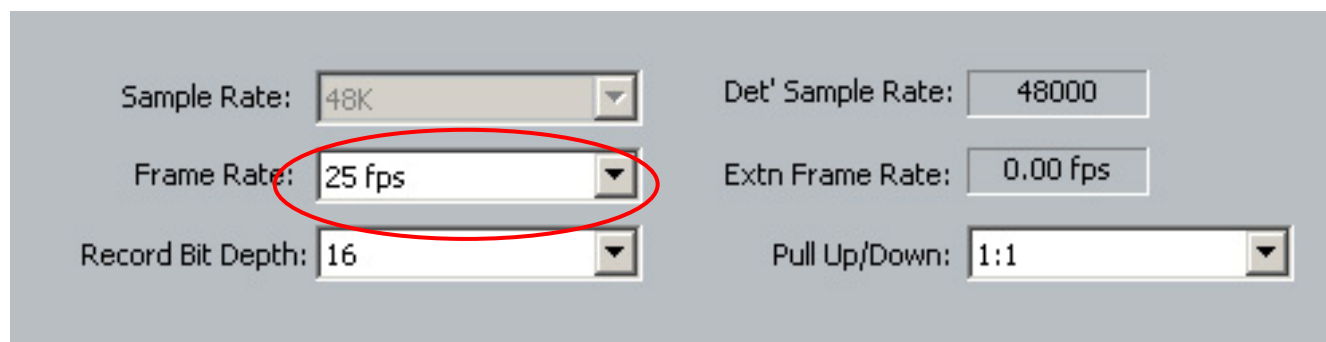 Sample Rate: 48K Det' Sample Rate: 48000
Frame Rate: 25 fps Extn Frame Rate: 0.00 fps
Record Bit Depth: 16 Pull Up/Down: 1:1